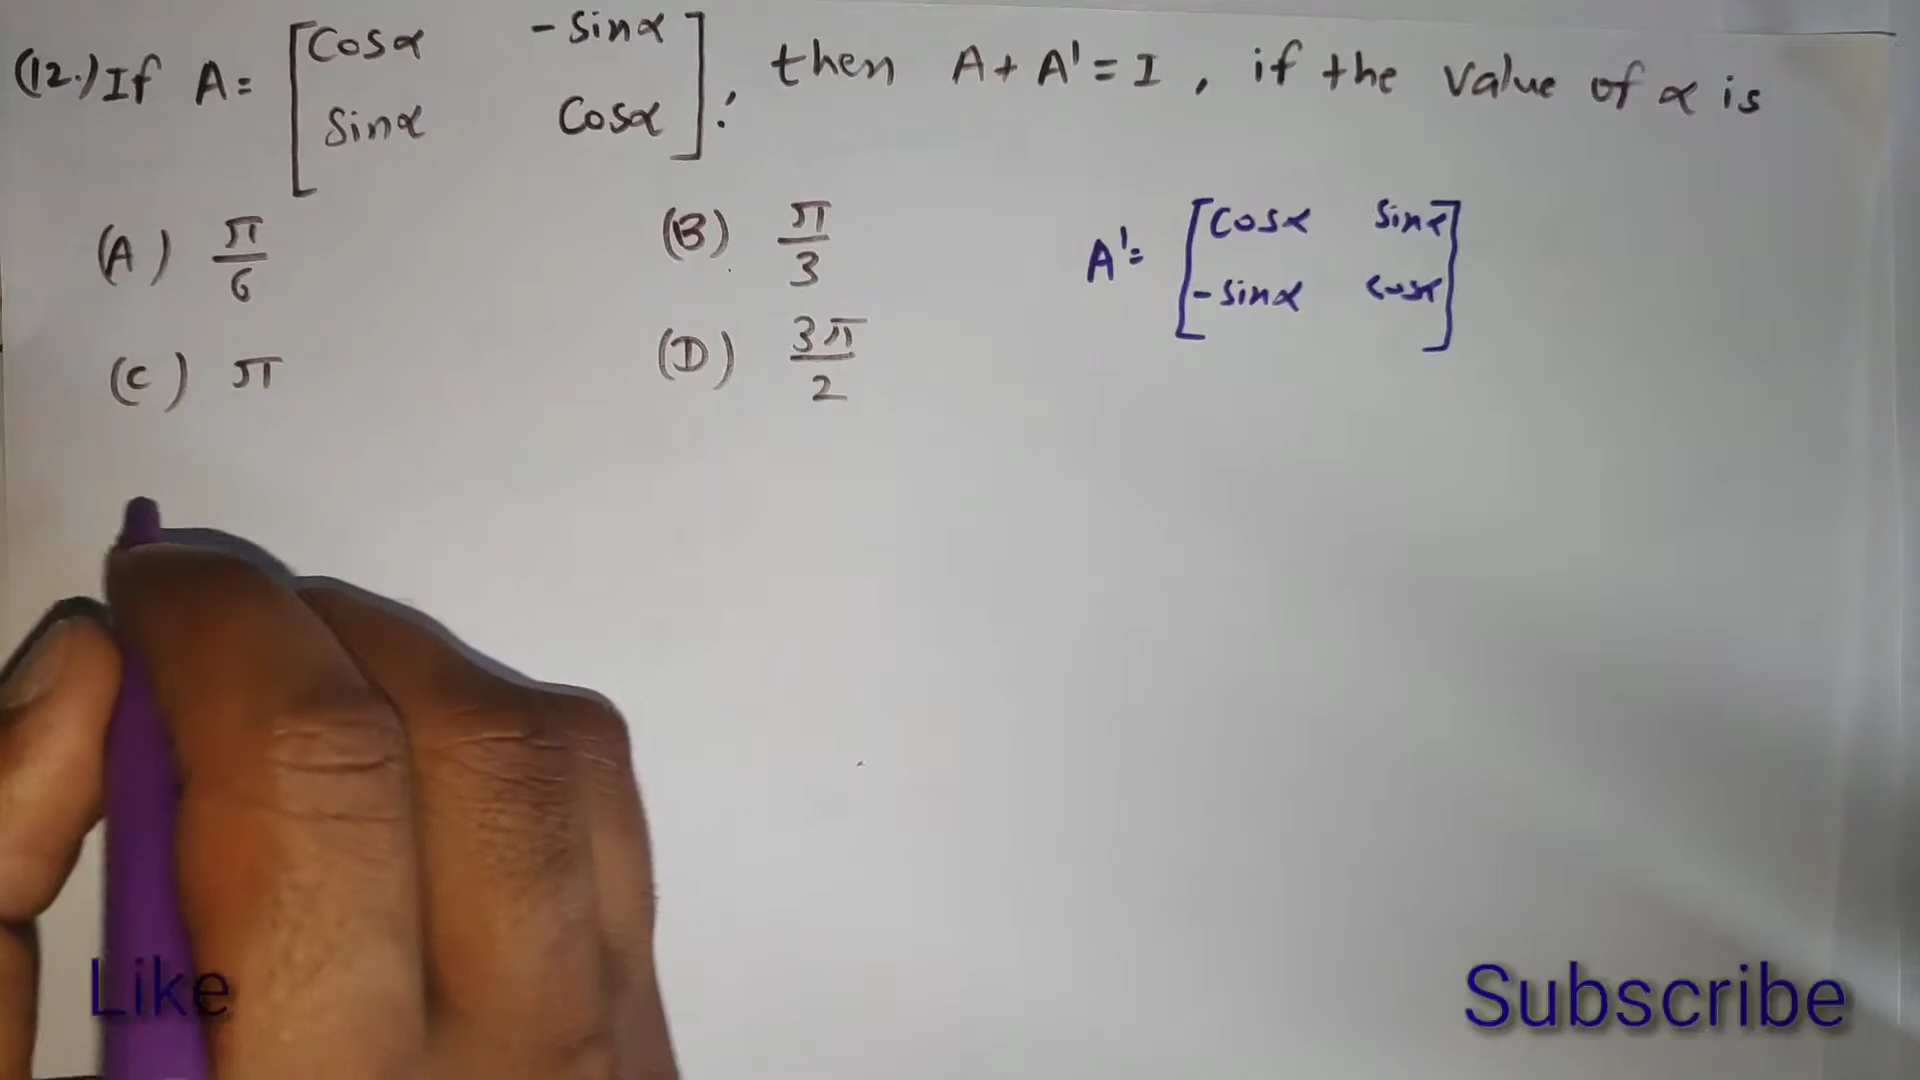 (12.) If A = [cosα -sinα
sinα cosα], then A + A' = I, if the value of α is
(A) π/6 (B) π/3
A' = [cosα sinα
-sinα cosα]
(C) π (D) 3π/2
Like Subscribe